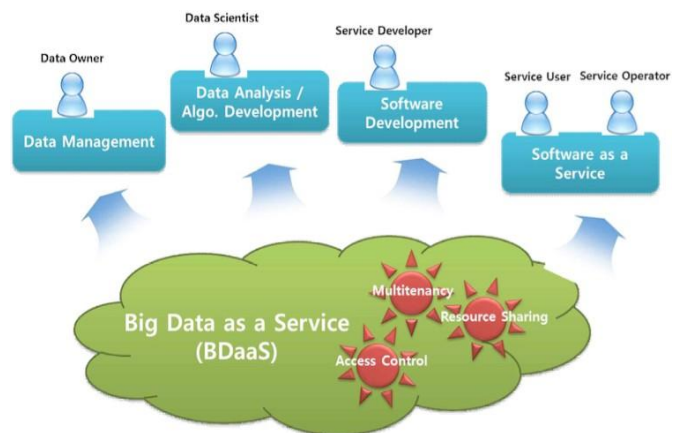 Data Scientist
Data Owner
Service Developer
Service User
Service Operator
Data Management
Data Analysis /
Algo. Development
Software
Development
Software as a
Service
Big Data as a Service
(BDaaS)
Multitenancy
Resource Sharing
Access Control